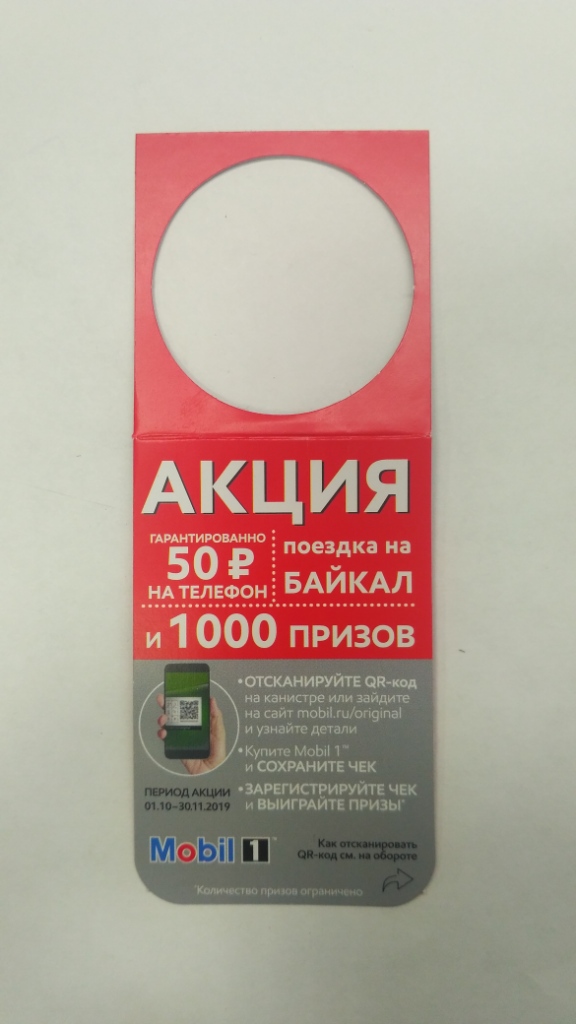 АКЦИЯ
ГАРАНТИРОВАННО
50 ₽
НА ТЕЛЕФОН
поездка на
БАЙКАЛ
и 1000 ПРИЗОВ
•ОТСКАНИРУЙТЕ QR-код
на канистре или зайдите
на сайт mobil.ru/original
и узнайте детали
•Купите Mobil 1™
и СОХРАНИТЕ ЧЕК
•ЗАРЕГИСТРИРУЙТЕ ЧЕК
и ВЫИГРАЙТЕ ПРИЗЫ*
ПЕРИОД АКЦИИ
01.10–30.11.2019
Mobil 1™
Как отсканировать
QR-код см. на обороте
*Количество призов ограничено